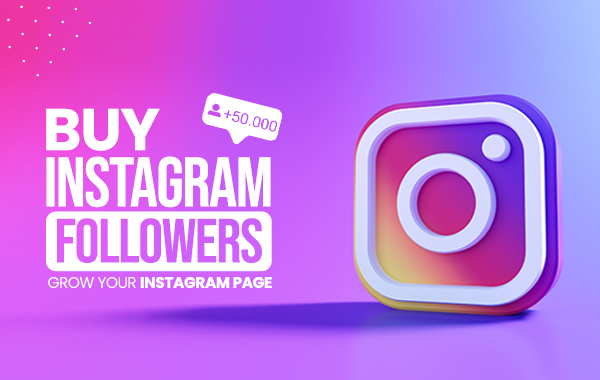 BUY
+50.000
INSTAGRAM
FOLLOWERS
GROW YOUR INSTAGRAM PAGE